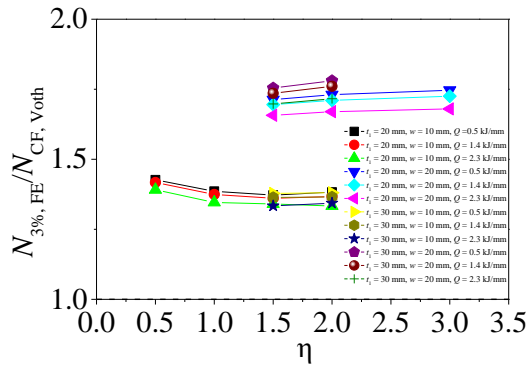 2.0
1.5
1.0
N3%, FE/NCF, Voth
t1 = 20 mm, w = 10 mm, Q =0.5 kJ/mm
t1 = 20 mm, w = 10 mm, Q = 1.4 kJ/mm
t1 = 20 mm, w = 10 mm, Q = 2.3 kJ/mm
t1 = 20 mm, w = 20 mm, Q = 0.5 kJ/mm
t1 = 20 mm, w = 20 mm, Q = 1.4 kJ/mm
t1 = 20 mm, w = 20 mm, Q = 2.3 kJ/mm
t1 = 30 mm, w = 10 mm, Q = 0.5 kJ/mm
t1 = 30 mm, w = 10 mm, Q = 1.4 kJ/mm
t1 = 30 mm, w = 10 mm, Q = 2.3 kJ/mm
t1 = 30 mm, w = 20 mm, Q = 0.5 kJ/mm
t1 = 30 mm, w = 20 mm, Q = 1.4 kJ/mm
t1 = 30 mm, w = 20 mm, Q = 2.3 kJ/mm
0.0 0.5 1.0 1.5 2.0 2.5 3.0 3.5
η